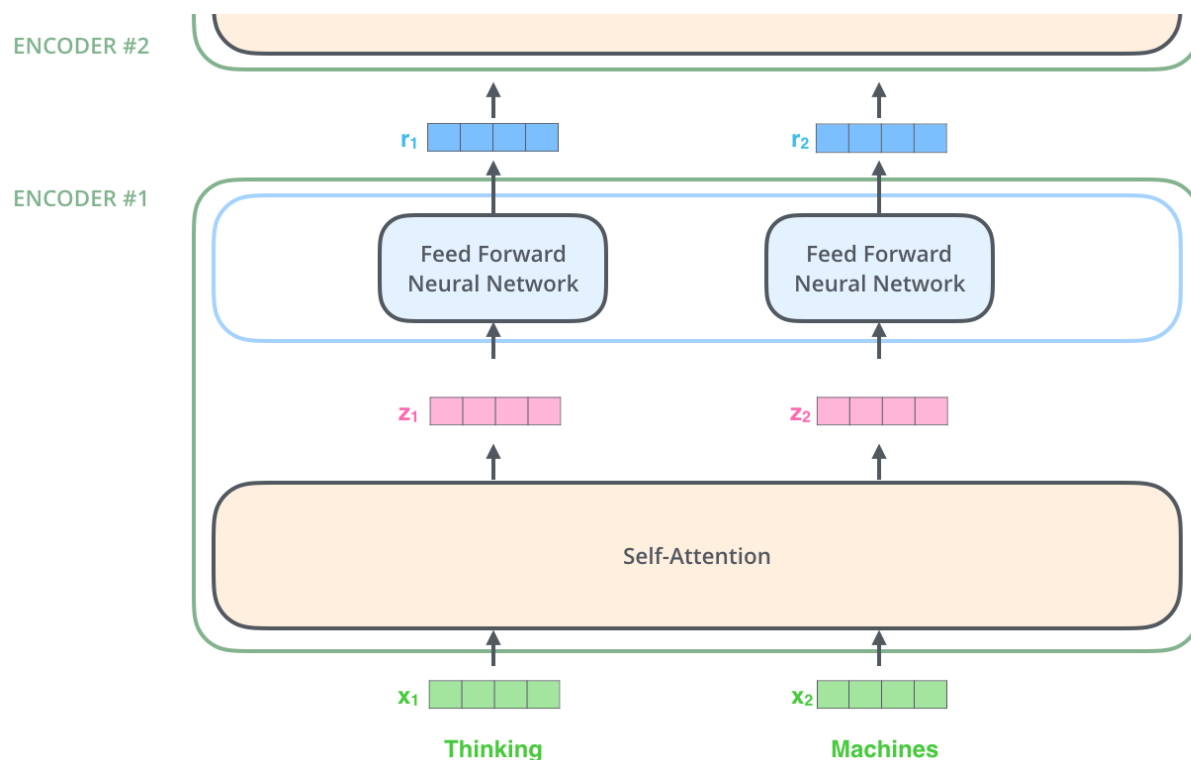 ENCODER #2
r₁ r₂
ENCODER #1
Feed Forward
Neural Network
Feed Forward
Neural Network
z₁ z₂
Self-Attention
x₁ x₂
Thinking Machines